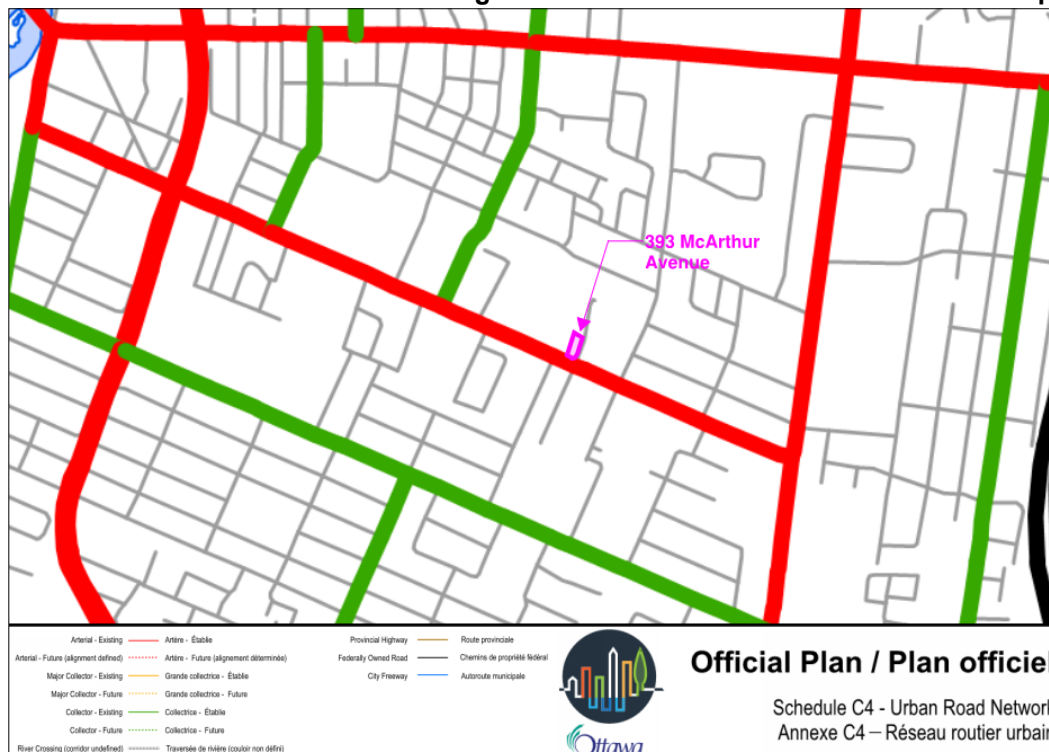 393 McArthur
Avenue
Arterial - Existing Artère - Établie
Arterial - Future (alignment defined) Artère - Future (alignement déterminée)
Major Collector - Existing Grande collectrice - Établie
Major Collector - Future Grande collectrice - Future
Collector - Existing Collectrice - Établie
Collector - Future Collectrice - Future
River Crossing (corridor undefined) Traversée de rivière (couloir non défini)
Provincial Highway Route provinciale
Federally Owned Road Chemins de propriété fédéral
City Freeway Autoroute municipale
Ottawa
Official Plan / Plan officiel
Schedule C4 - Urban Road Network
Annexe C4 – Réseau routier urbain